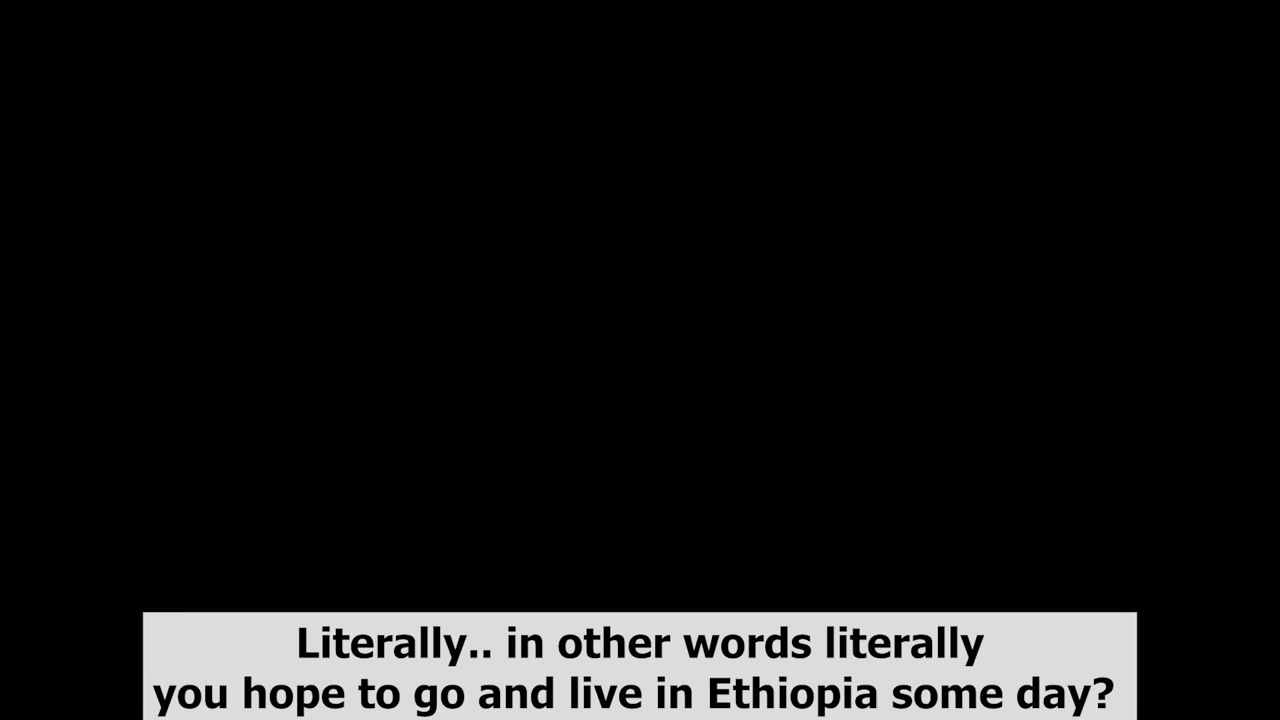 Literally.. in other words literally
you hope to go and live in Ethiopia some day?